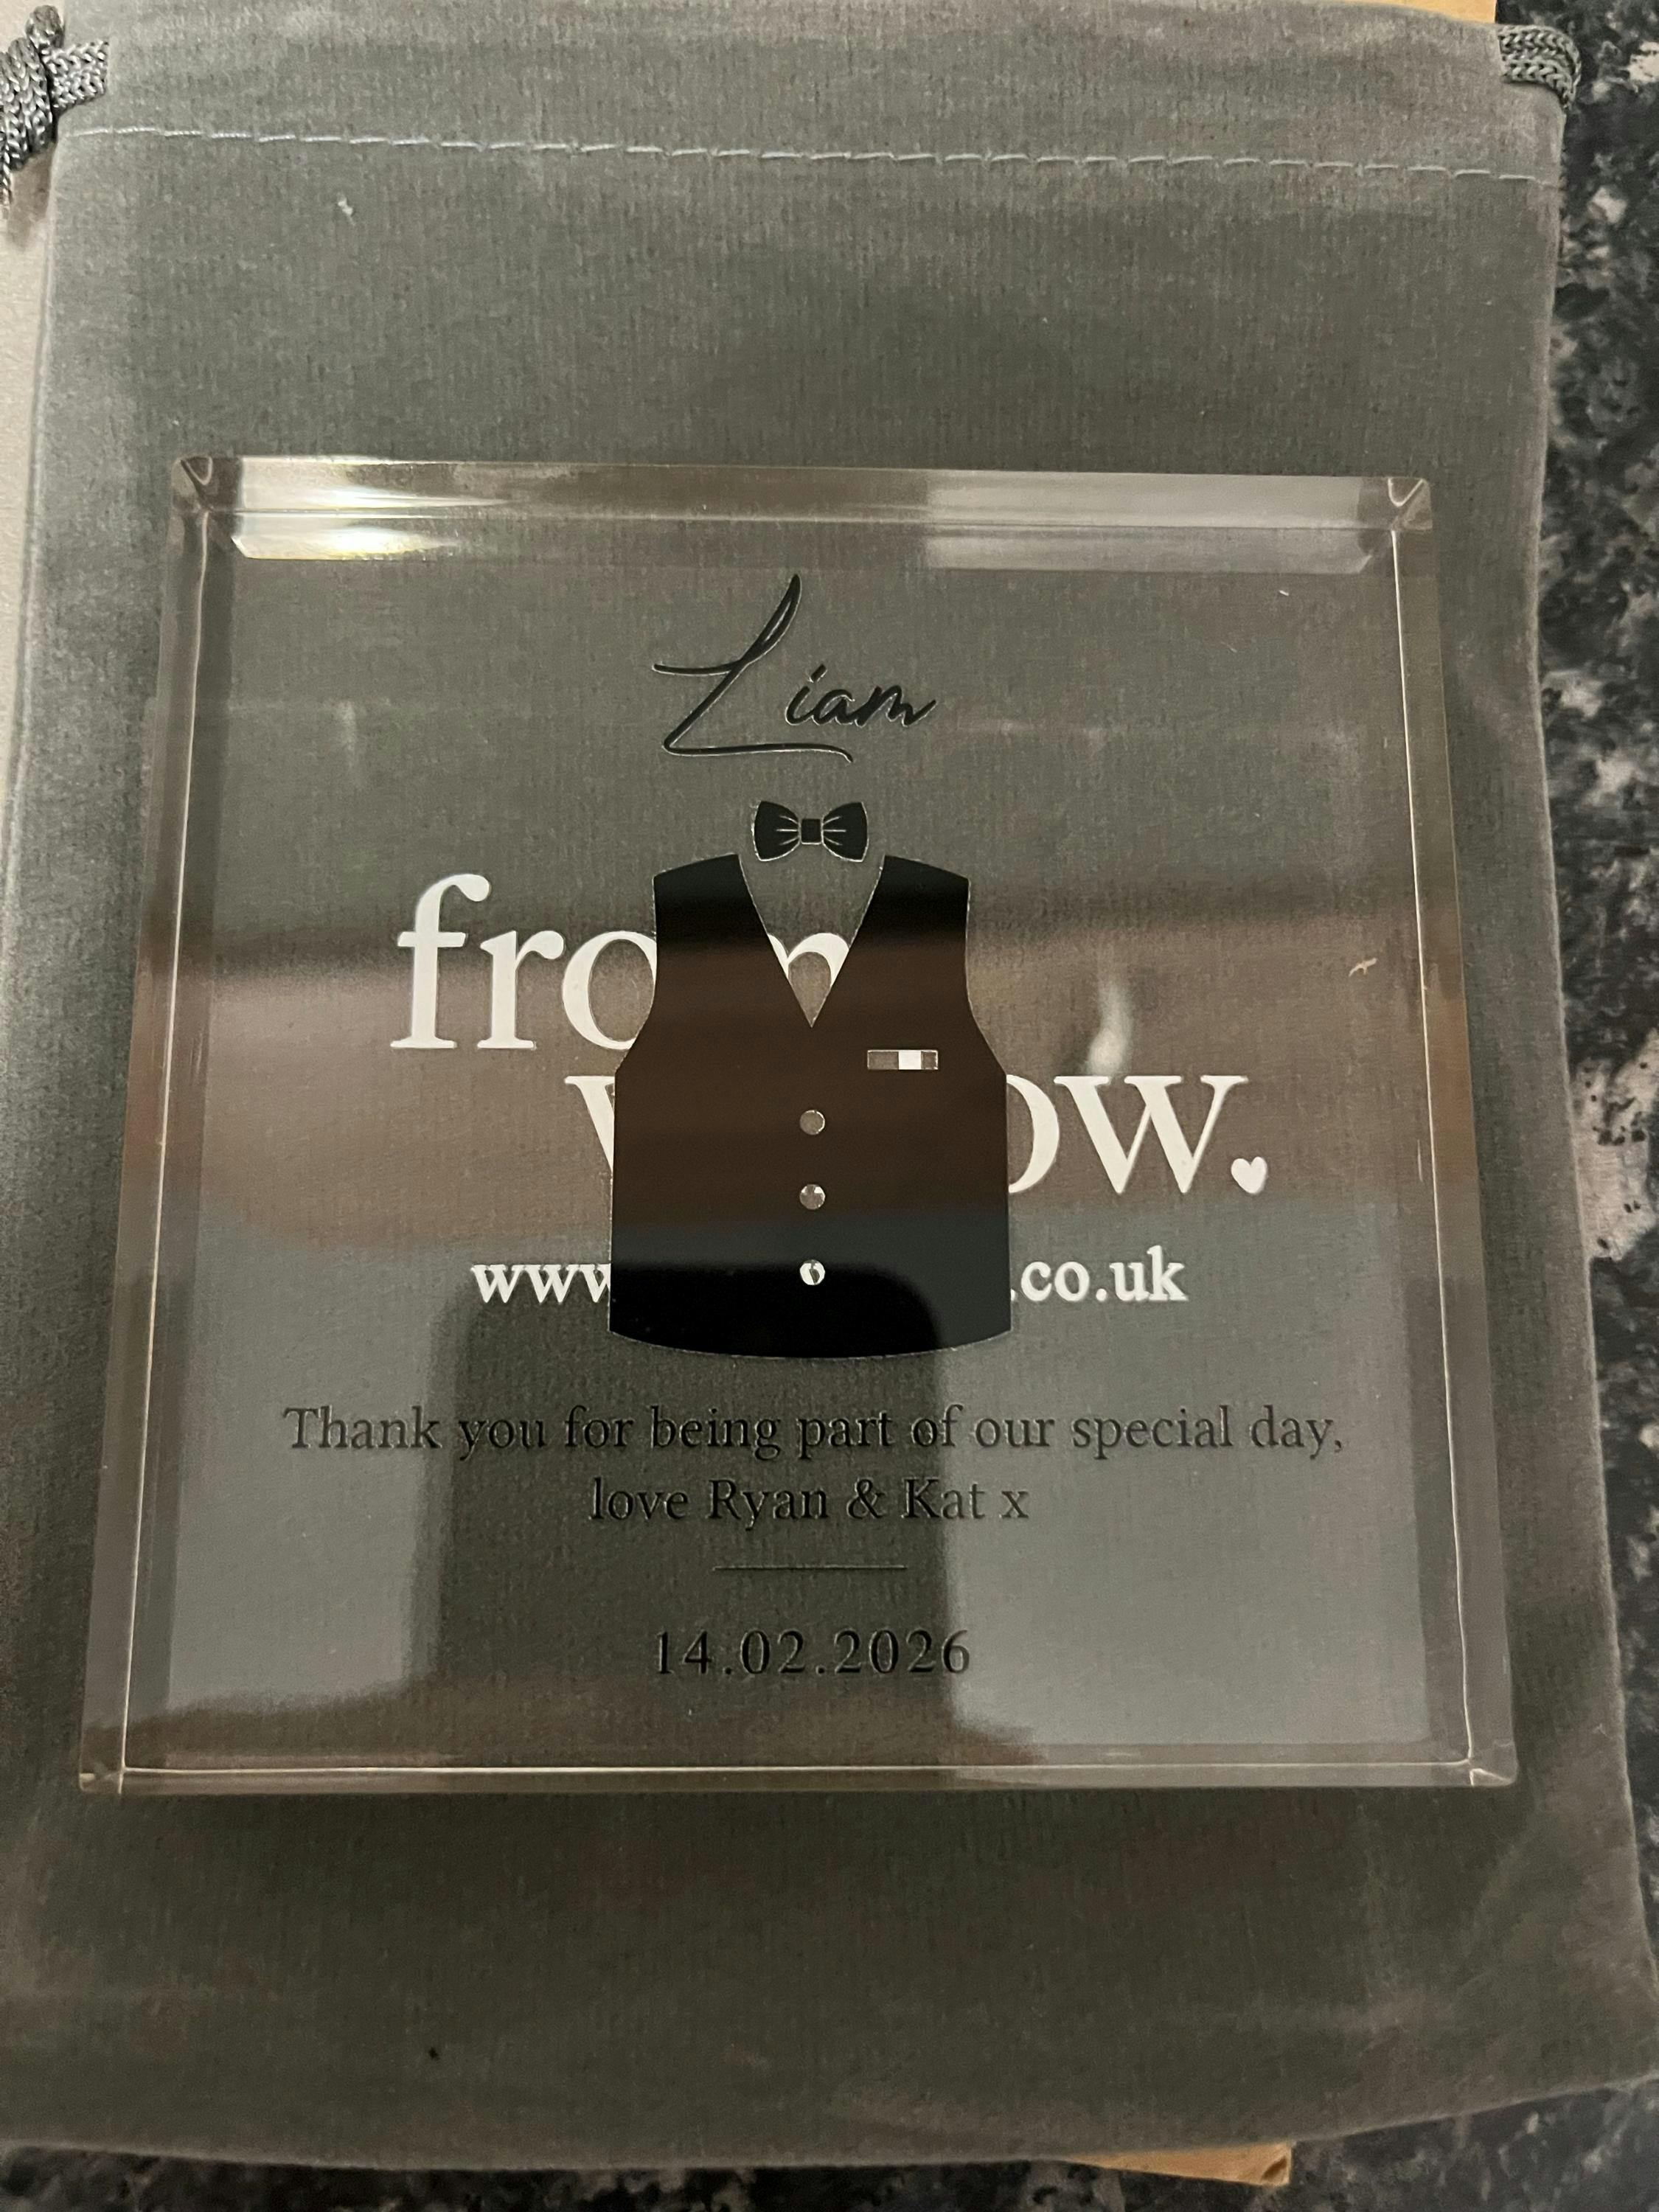 Liam
from
ow.
www
.co.uk
Thank you for being part of our special day,
love Ryan & Kat x
14.02.2026